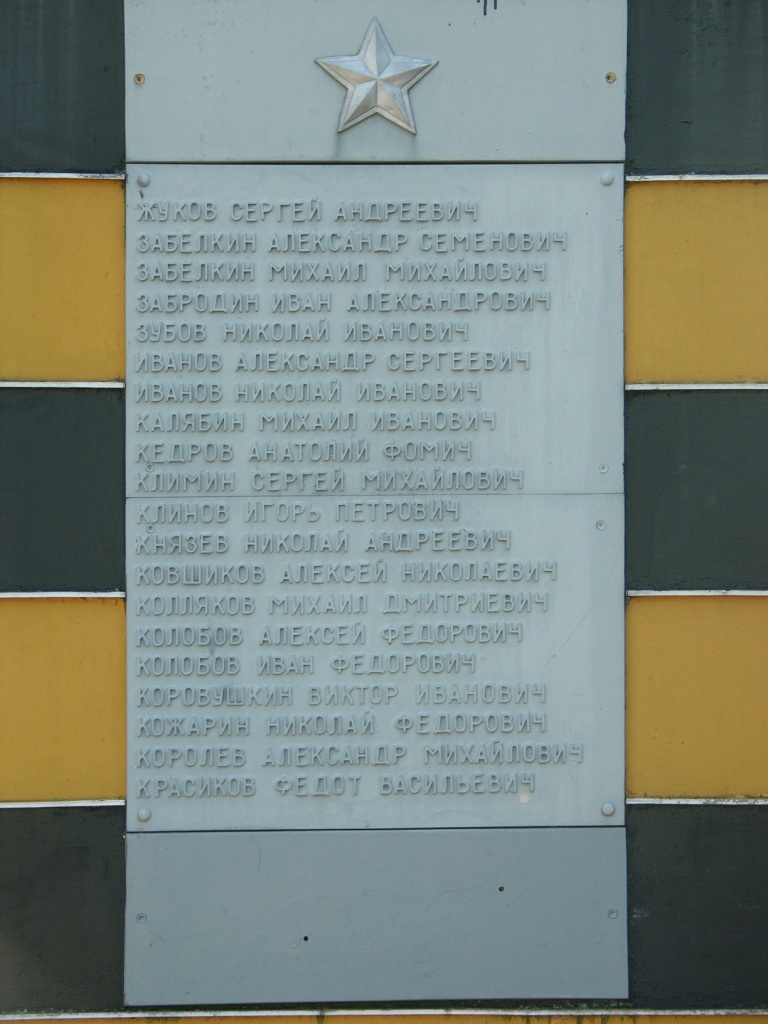 ЖУКОВ СЕРГЕЙ АНДРЕЕВИЧ
ЗАБЕЛКИН АЛЕКСАНДР СЕМЕНОВИЧ
ЗАБЕЛКИН МИХАИЛ МИХАЙЛОВИЧ
ЗАБРОДИН ИВАН АЛЕКСАНДРОВИЧ
ЗУБОВ НИКОЛАЙ ИВАНОВИЧ
ИВАНОВ АЛЕКСАНДР СЕРГЕЕВИЧ
ИВАНОВ НИКОЛАЙ ИВАНОВИЧ
КАЛЯБИН МИХАИЛ ИВАНОВИЧ
КЕДРОВ АНАТОЛИЙ ФОМИЧ
КЛИМИН СЕРГЕЙ МИХАЙЛОВИЧ
КЛИНОВ ИГОРЬ ПЕТРОВИЧ
КНЯЗЕВ НИКОЛАЙ АНДРЕЕВИЧ
КОВШИКОВ АЛЕКСЕЙ НИКОЛАЕВИЧ
КОЛЛЯКОВ МИХАИЛ ДМИТРИЕВИЧ
КОЛОБОВ АЛЕКСЕЙ ФЕДОРОВИЧ
КОЛОБОВ ИВАН ФЕДОРОВИЧ
КОРОВУШКИН ВИКТОР ИВАНОВИЧ
КОЖАРИН НИКОЛАЙ ФЕДОРОВИЧ
КОРОЛЕВ АЛЕКСАНДР МИХАЙЛОВИЧ
КРАСИКОВ ФЕДОТ ВАСИЛЬЕВИЧ